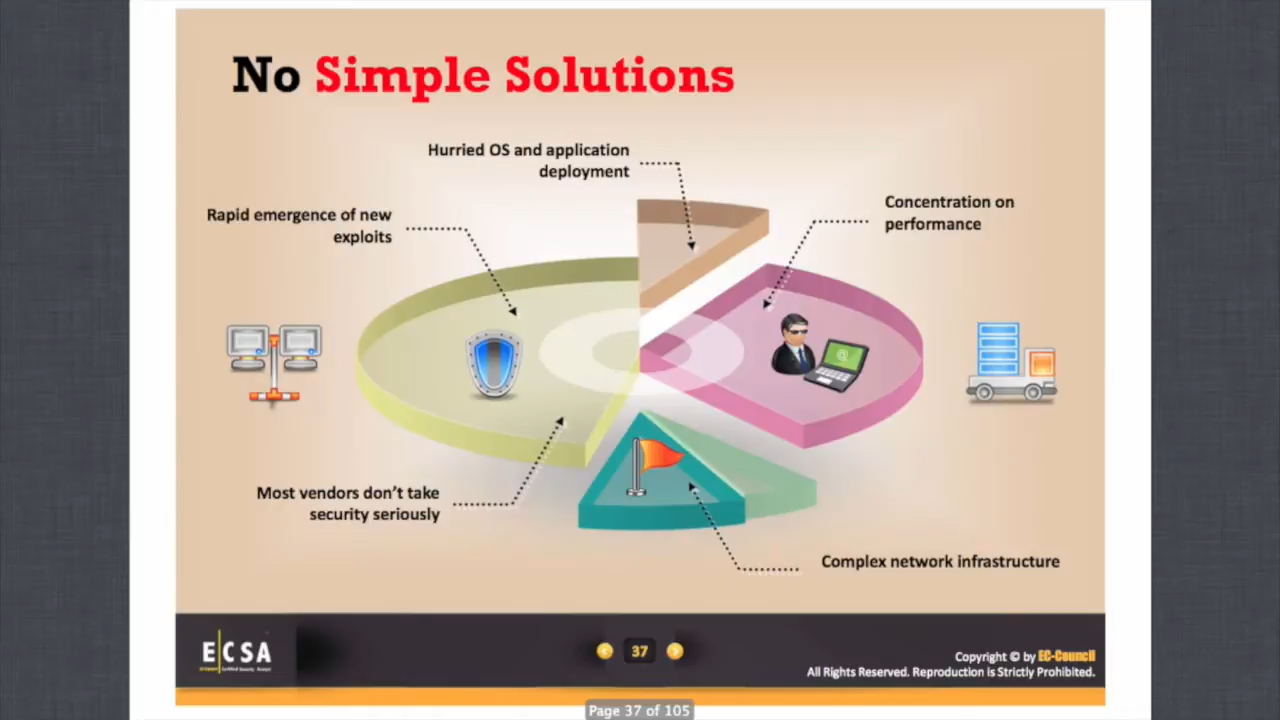 No Simple Solutions
Hurried OS and application
deployment
Concentration on
performance
Rapid emergence of new
exploits
@
Most vendors don't take
security seriously
Complex network infrastructure
ECSA
37
Copyright © by EC-Council
All Rights Reserved. Reproduction is Strictly Prohibited.
Page 37 of 105